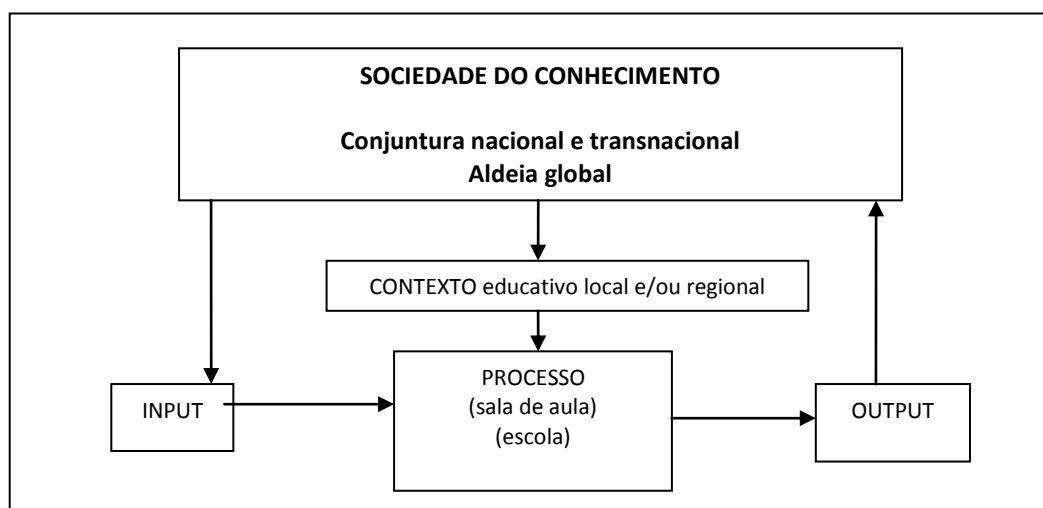 SOCIEDADE DO CONHECIMENTO
Conjuntura nacional e transnacional
Aldeia global
CONTEXTO educativo local e/ou regional
PROCESSO
(sala de aula)
(escola)
INPUT
OUTPUT